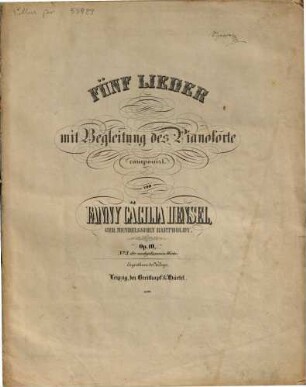 FÜNF LIEDER
mit Begleitung des Pianoforte
componirt
von
FANNY CÄCILIA HENSEL,
GEB. MENDELSSOHN BARTHOLDY.
Op. 10.
Leipzig, bei Breitkopf & Härtel.